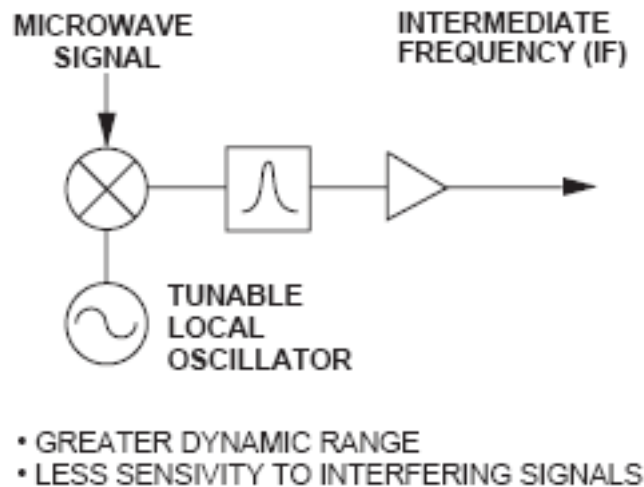 MICROWAVE
SIGNAL
INTERMEDIATE
FREQUENCY (IF)
TUNABLE
LOCAL
OSCILLATOR
• GREATER DYNAMIC RANGE
• LESS SENSIVITY TO INTERFERING SIGNALS